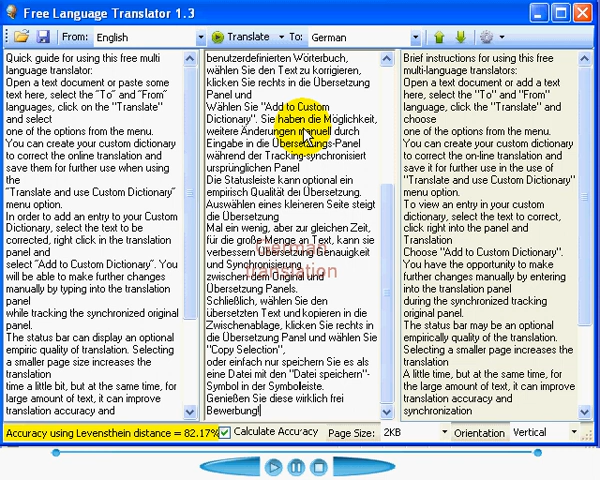 Free Language Translator 1.3
From: English Translate To: German
Quick guide for using this free multi
language translator:
Open a text document or paste some
text here, select the "To" and "From"
languages, click on the "Translate"
and select
one of the options from the menu.
You can create your custom dictionary
to correct the online translation and
save them for further use when using
the
"Translate and use Custom Dictionary"
menu option.
In order to add an entry to your Custom
Dictionary, select the text to be
corrected, right click in the translation
panel and
select "Add to Custom Dictionary". You
will be able to make further changes
manually by typing into the translation
panel
while tracking the synchronized original
panel.
The status bar can display an optional
empiric quality of translation. Selecting
a smaller page size increases the
translation
time a little bit, but at the same time, for
large amount of text, it can improve
translation accuracy and
benutzerdefinierten Wörterbuch,
wählen Sie den Text zu korrigieren,
klicken Sie rechts in die Übersetzung
Panel und
Wählen Sie "Add to Custom
Dictionary". Sie haben die Möglichkeit,
weitere Änderungen manuell durch
Eingabe in die Übersetzungs-Panel
während der Tracking-synchronisiert
ursprünglichen Panel
Die Statusleiste kann optional ein
empirisch Qualität der Übersetzung.
Auswählen eines kleineren Seite steigt
die Übersetzung
Mal ein wenig, aber zur gleichen Zeit,
für die große Menge an Text, kann sie
verbessern Übersetzung Genauigkeit
und Synchronisierung
zwischen dem Original und
Übersetzung Panels.
Schließlich, wählen Sie den
übersetzten Text und kopieren in die
Zwischenablage, klicken Sie rechts in
die Übersetzung Panel und wählen Sie
"Copy Selection",
oder einfach nur speichern Sie es als
eine Datei mit den "Datei speichern"-
Symbol in der Symbolleiste.
Genießen Sie diese wirklich frei
Bewerbung!
German
translation
Brief instructions for using this free
multi-language translators:
Open a text document or add a text
here, select the "To" and "From"
language, click the "Translate" and
choose
one of the options from the menu.
You can create your custom dictionary
to correct the on-line translation and
save it for further use in the use of
"Translate and use Custom Dictionary"
menu option.
To view an entry in your custom
dictionary, select the text to correct,
click right into the panel and
Translation
Choose "Add to Custom Dictionary".
You have the opportunity to make
further changes manually by entering
into the translation panel
during the synchronized tracking
original panel.
The status bar may be an optional
empirically quality of the translation.
Selecting a smaller page increases the
translation
A little time, but at the same time, for
the large amount of text, it can improve
translation accuracy and
synchronization
Accuracy using Levensthein distance = 82.17% Calculate Accuracy Page Size: 2KB Orientation Vertical